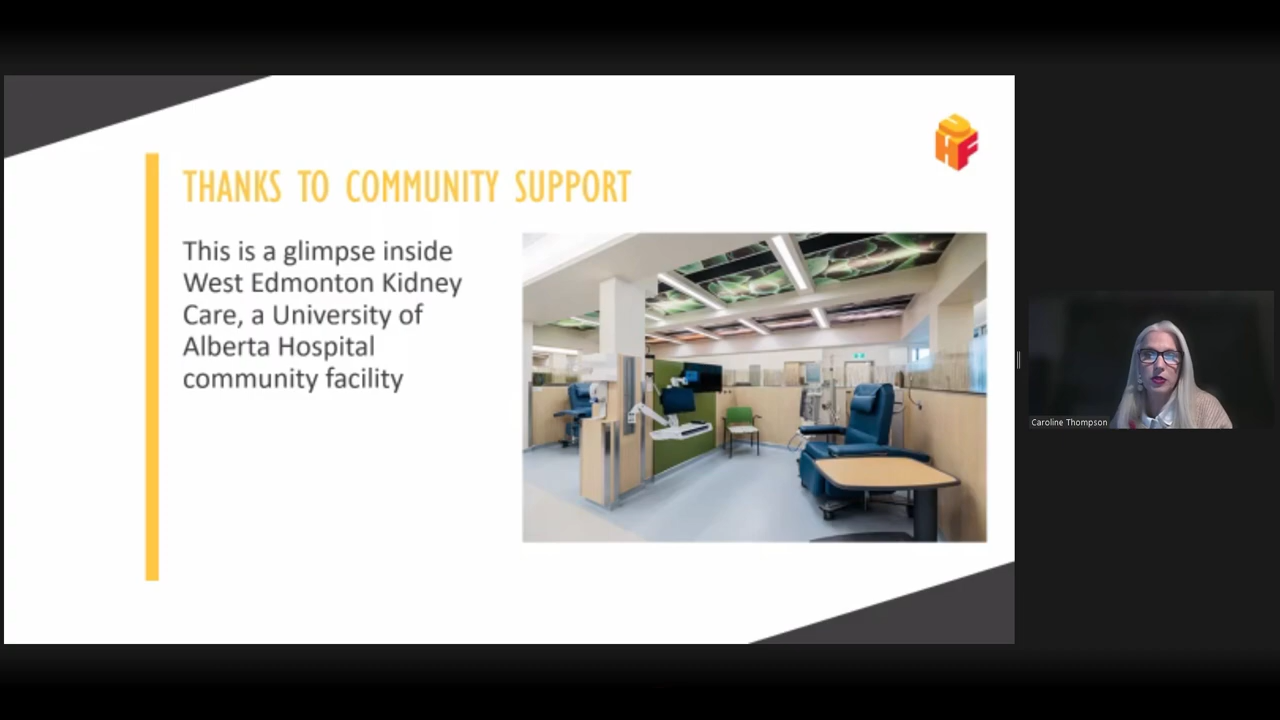 UHF
THANKS TO COMMUNITY SUPPORT
This is a glimpse inside
West Edmonton Kidney
Care, a University of
Alberta Hospital
community facility
Caroline Thompson